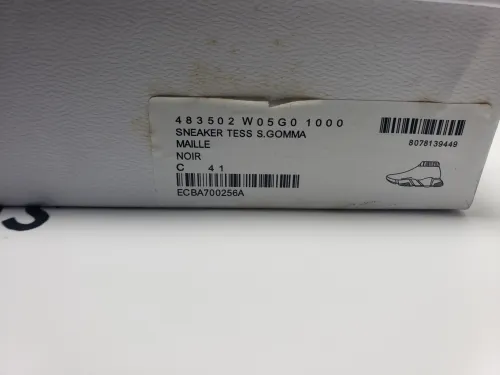 483502 W05G0 1000
SNEAKER TESS S.GOMMA
MAILLE
NOIR
C 41
ECBA700256A
8078139449